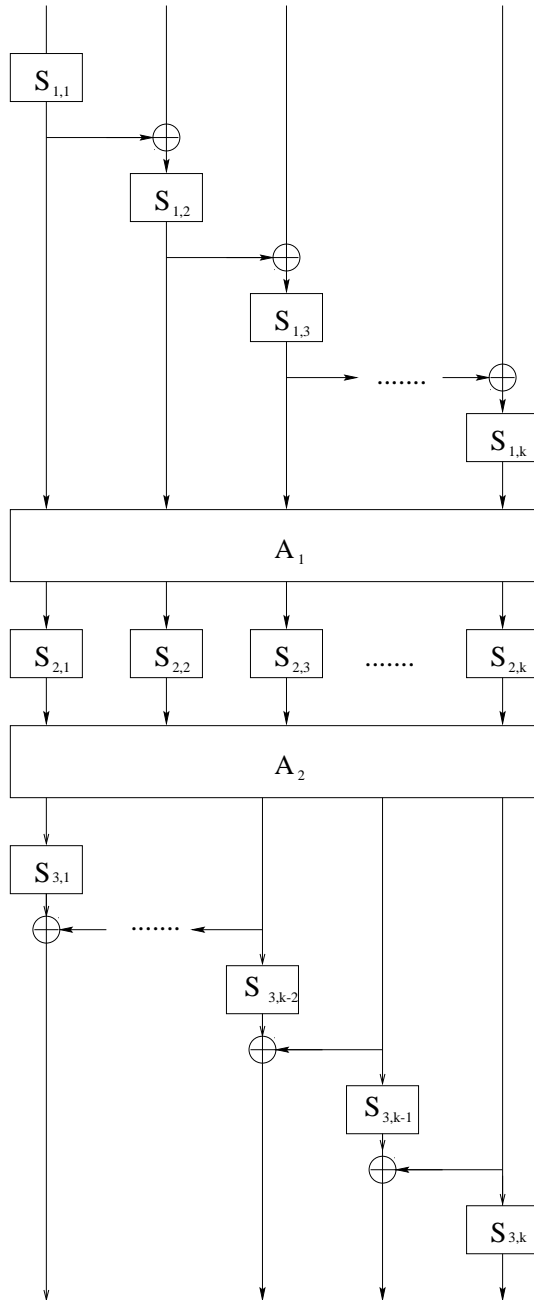 S1,1
S1,2
S1,3
.......
S1,k
A1
S2,1 S2,2 S2,3 ....... S2,k
A2
S3,1
.......
S3,k-2
S3,k-1
S3,k